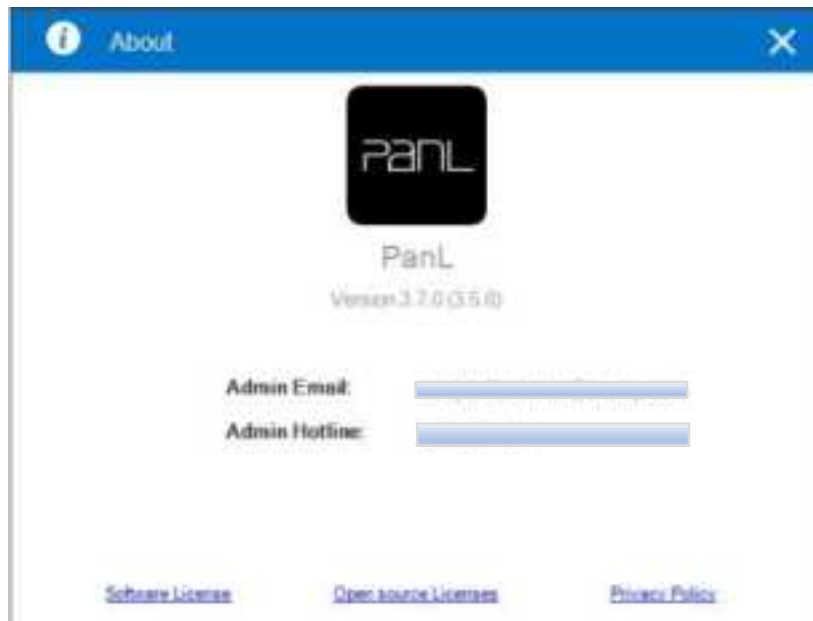 About
PanL
PanL
Version 3.7.0 (3.5.6)
Admin Email:
Admin Hotline:
Software License Open source Licenses Privacy Policy